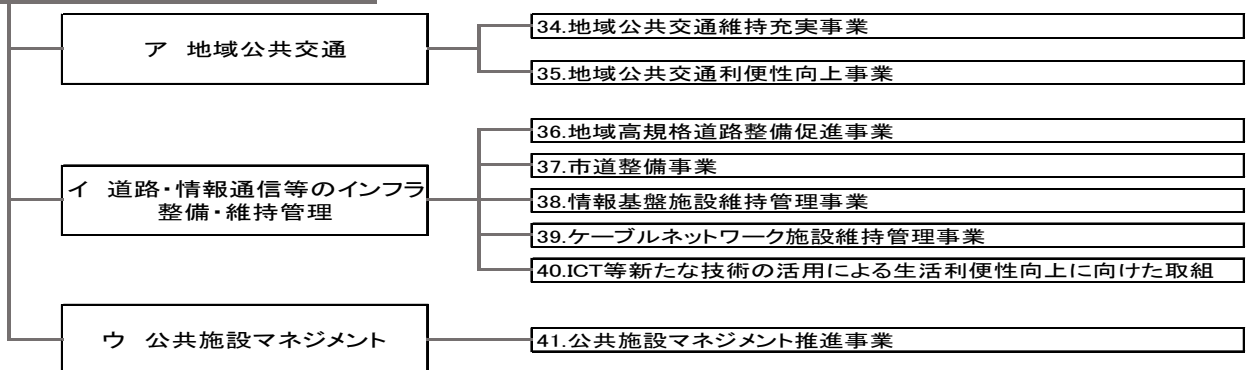 ア 地域公共交通
34.地域公共交通維持充実事業
35.地域公共交通利便性向上事業
イ 道路・情報通信等のインフラ
整備・維持管理
36.地域高規格道路整備促進事業
37.市道整備事業
38.情報基盤施設維持管理事業
39.ケーブルネットワーク施設維持管理事業
40.ICT等新たな技術の活用による生活利便性向上に向けた取組
ウ 公共施設マネジメント
41.公共施設マネジメント推進事業